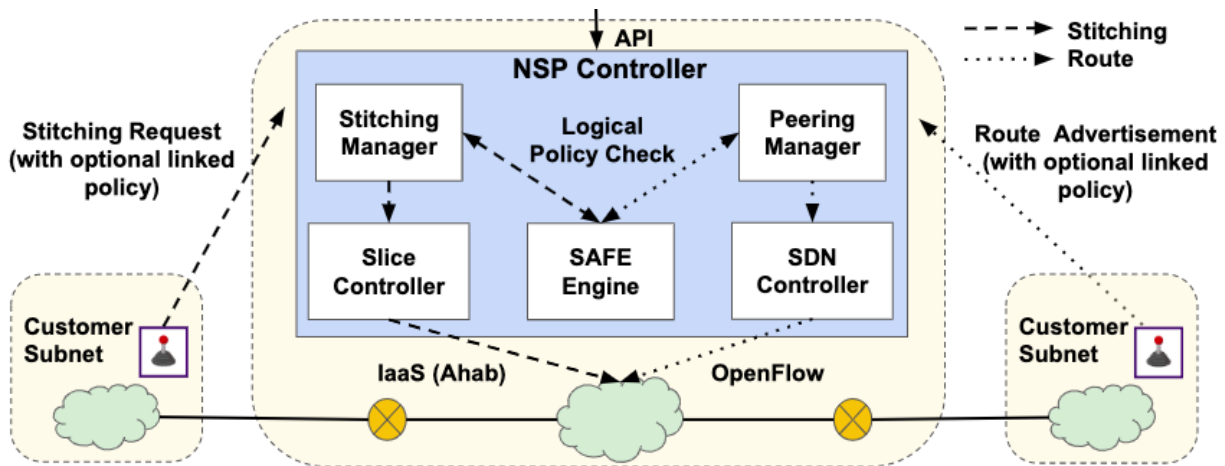 API
NSP Controller
Stitching
Route
Stitching Request
(with optional linked
policy)
Stitching
Manager
Logical
Policy Check
Peering
Manager
Route Advertisement
(with optional linked
policy)
Slice
Controller
SAFE
Engine
SDN
Controller
Customer
Subnet
IaaS (Ahab)
OpenFlow
Customer
Subnet